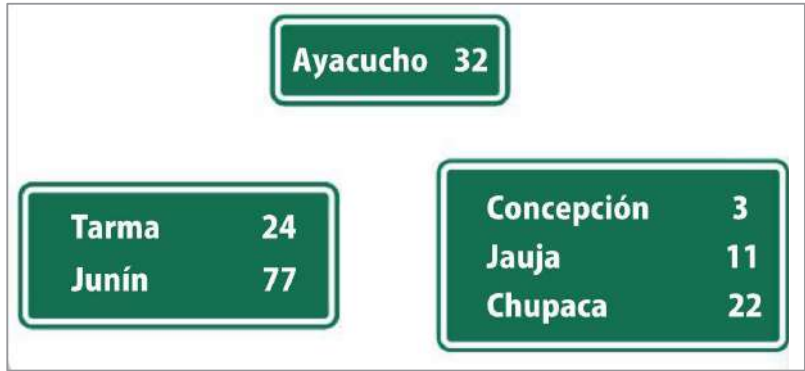 Ayacucho 32
Tarma 24
Junín 77
Concepción 3
Jauja 11
Chupaca 22